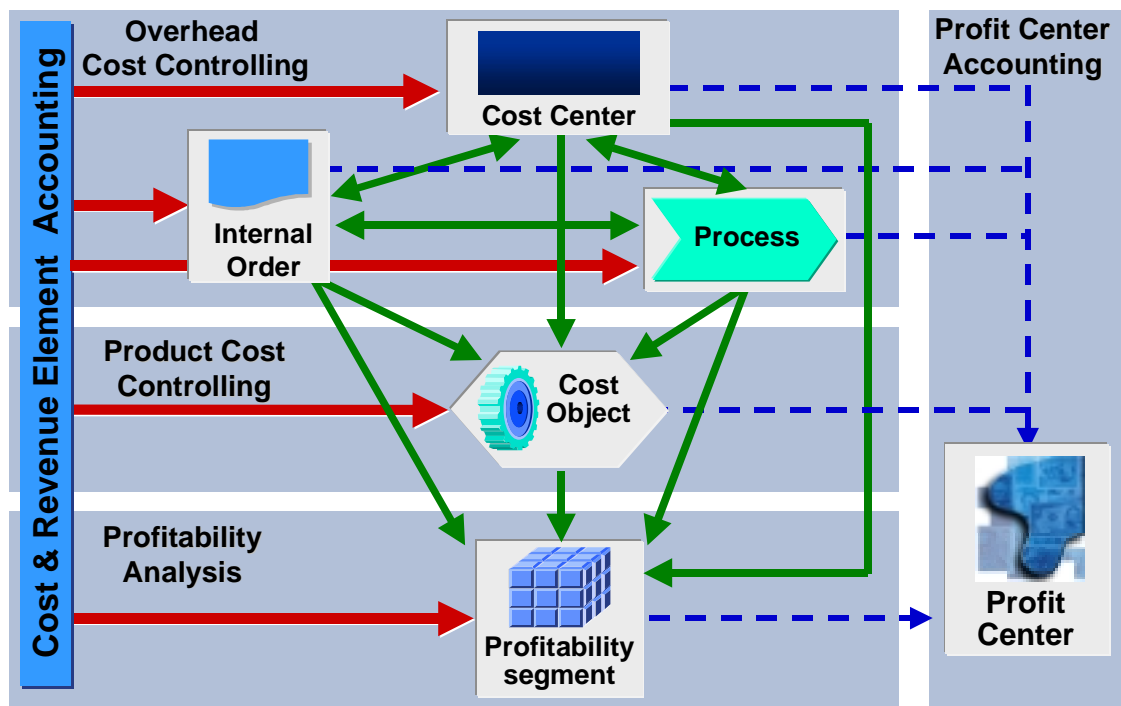 Cost & Revenue Element  Accounting
Overhead
Cost Controlling
Cost Center
Internal
Order
Process
Product Cost
Controlling
Cost
Object
Profitability
Analysis
Profitability
segment
Profit Center
Accounting
Profit
Center